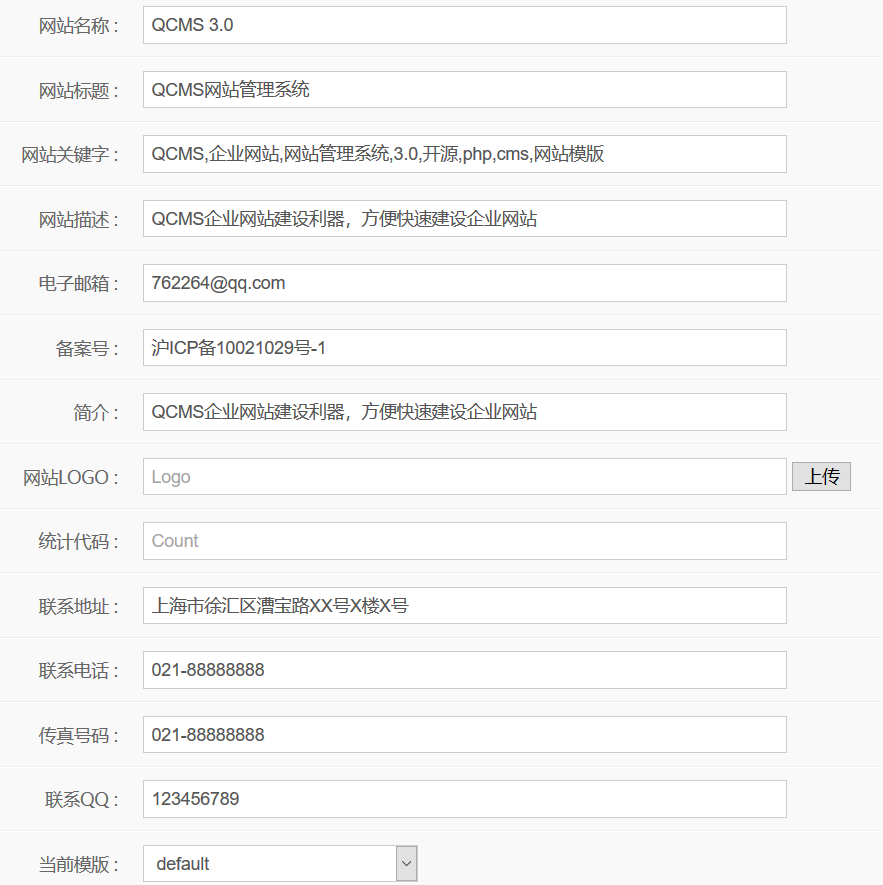 网站名称 : QCMS 3.0
网站标题 : QCMS网站管理系统
网站关键字 : QCMS,企业网站,网站管理系统,3.0,开源,php,cms,网站模版
网站描述 : QCMS企业网站建设利器，方便快速建设企业网站
电子邮箱 : 762264@qq.com
备案号 : 沪ICP备10021029号-1
简介 : QCMS企业网站建设利器，方便快速建设企业网站
网站LOGO : Logo 上传
统计代码 : Count
联系地址 : 上海市徐汇区漕宝路XX号X楼X号
联系电话 : 021-88888888
传真号码 : 021-88888888
联系QQ : 123456789
当前模版 : default